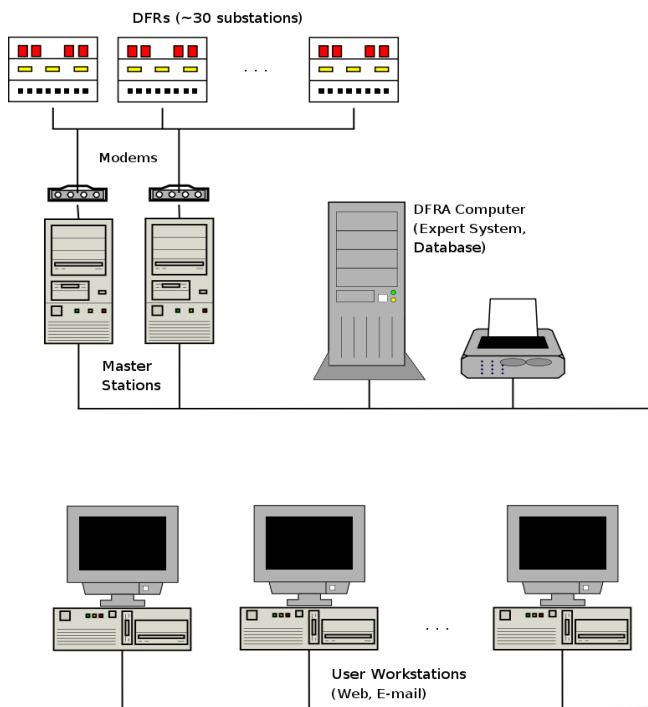 DFRs (~30 substations)
. . .
Modems
DFRA Computer
(Expert System,
Database)
Master
Stations
. . .
User Workstations
(Web, E-mail)